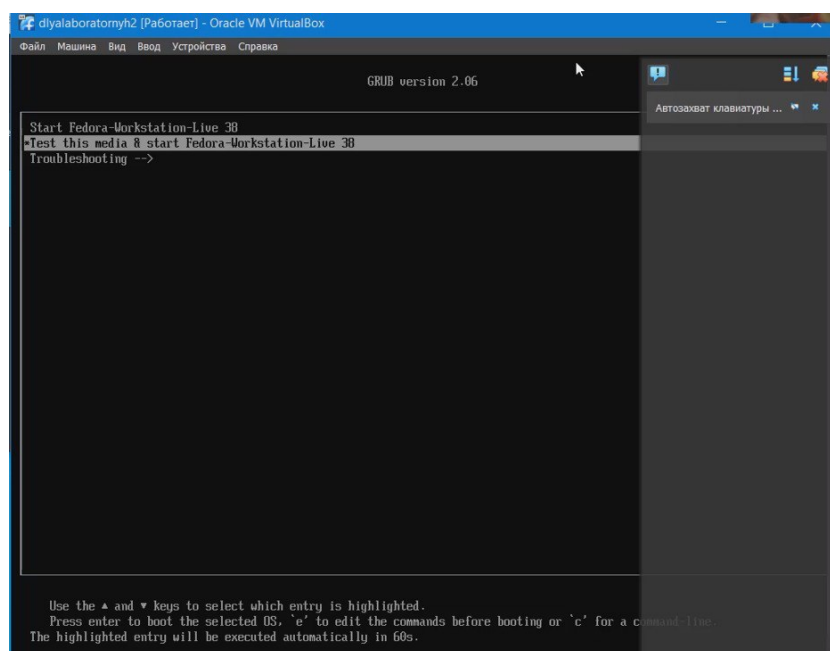 dlyalaboratornyh2 [Работает] - Oracle VM VirtualBox
Файл Машина Вид Ввод Устройства Справка
GRUB version 2.06
Автозахват клавиатуры ...
Start Fedora-Workstation-Live 38
*Test this media & start Fedora-Workstation-Live 38
Troubleshooting -->
Use the ▲ and ▼ keys to select which entry is highlighted.
Press enter to boot the selected OS, `e' to edit the commands before booting or `c' for a command-line.
The highlighted entry will be executed automatically in 60s.